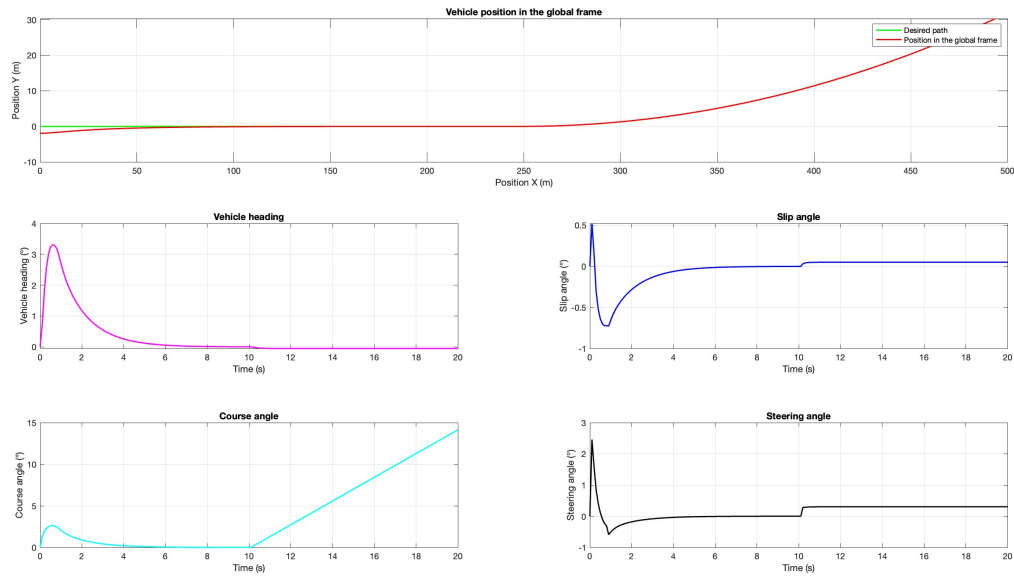 Vehicle position in the global frame
Position Y (m)
30
20
10
0
-10
Desired path
Position in the global frame
0 50 100 150 200 250 300 350 400 450 500
Position X (m)
Vehicle heading
Vehicle heading (º)
4
3
2
1
0
0 2 4 6 8 10 12 14 16 18 20
Time (s)
Slip angle
Slip angle (º)
0.5
0
-0.5
-1
0 2 4 6 8 10 12 14 16 18 20
Time (s)
Course angle
Course angle (º)
15
10
5
0
0 2 4 6 8 10 12 14 16 18 20
Time (s)
Steering angle
Steering angle (º)
3
2
1
0
-1
0 2 4 6 8 10 12 14 16 18 20
Time (s)